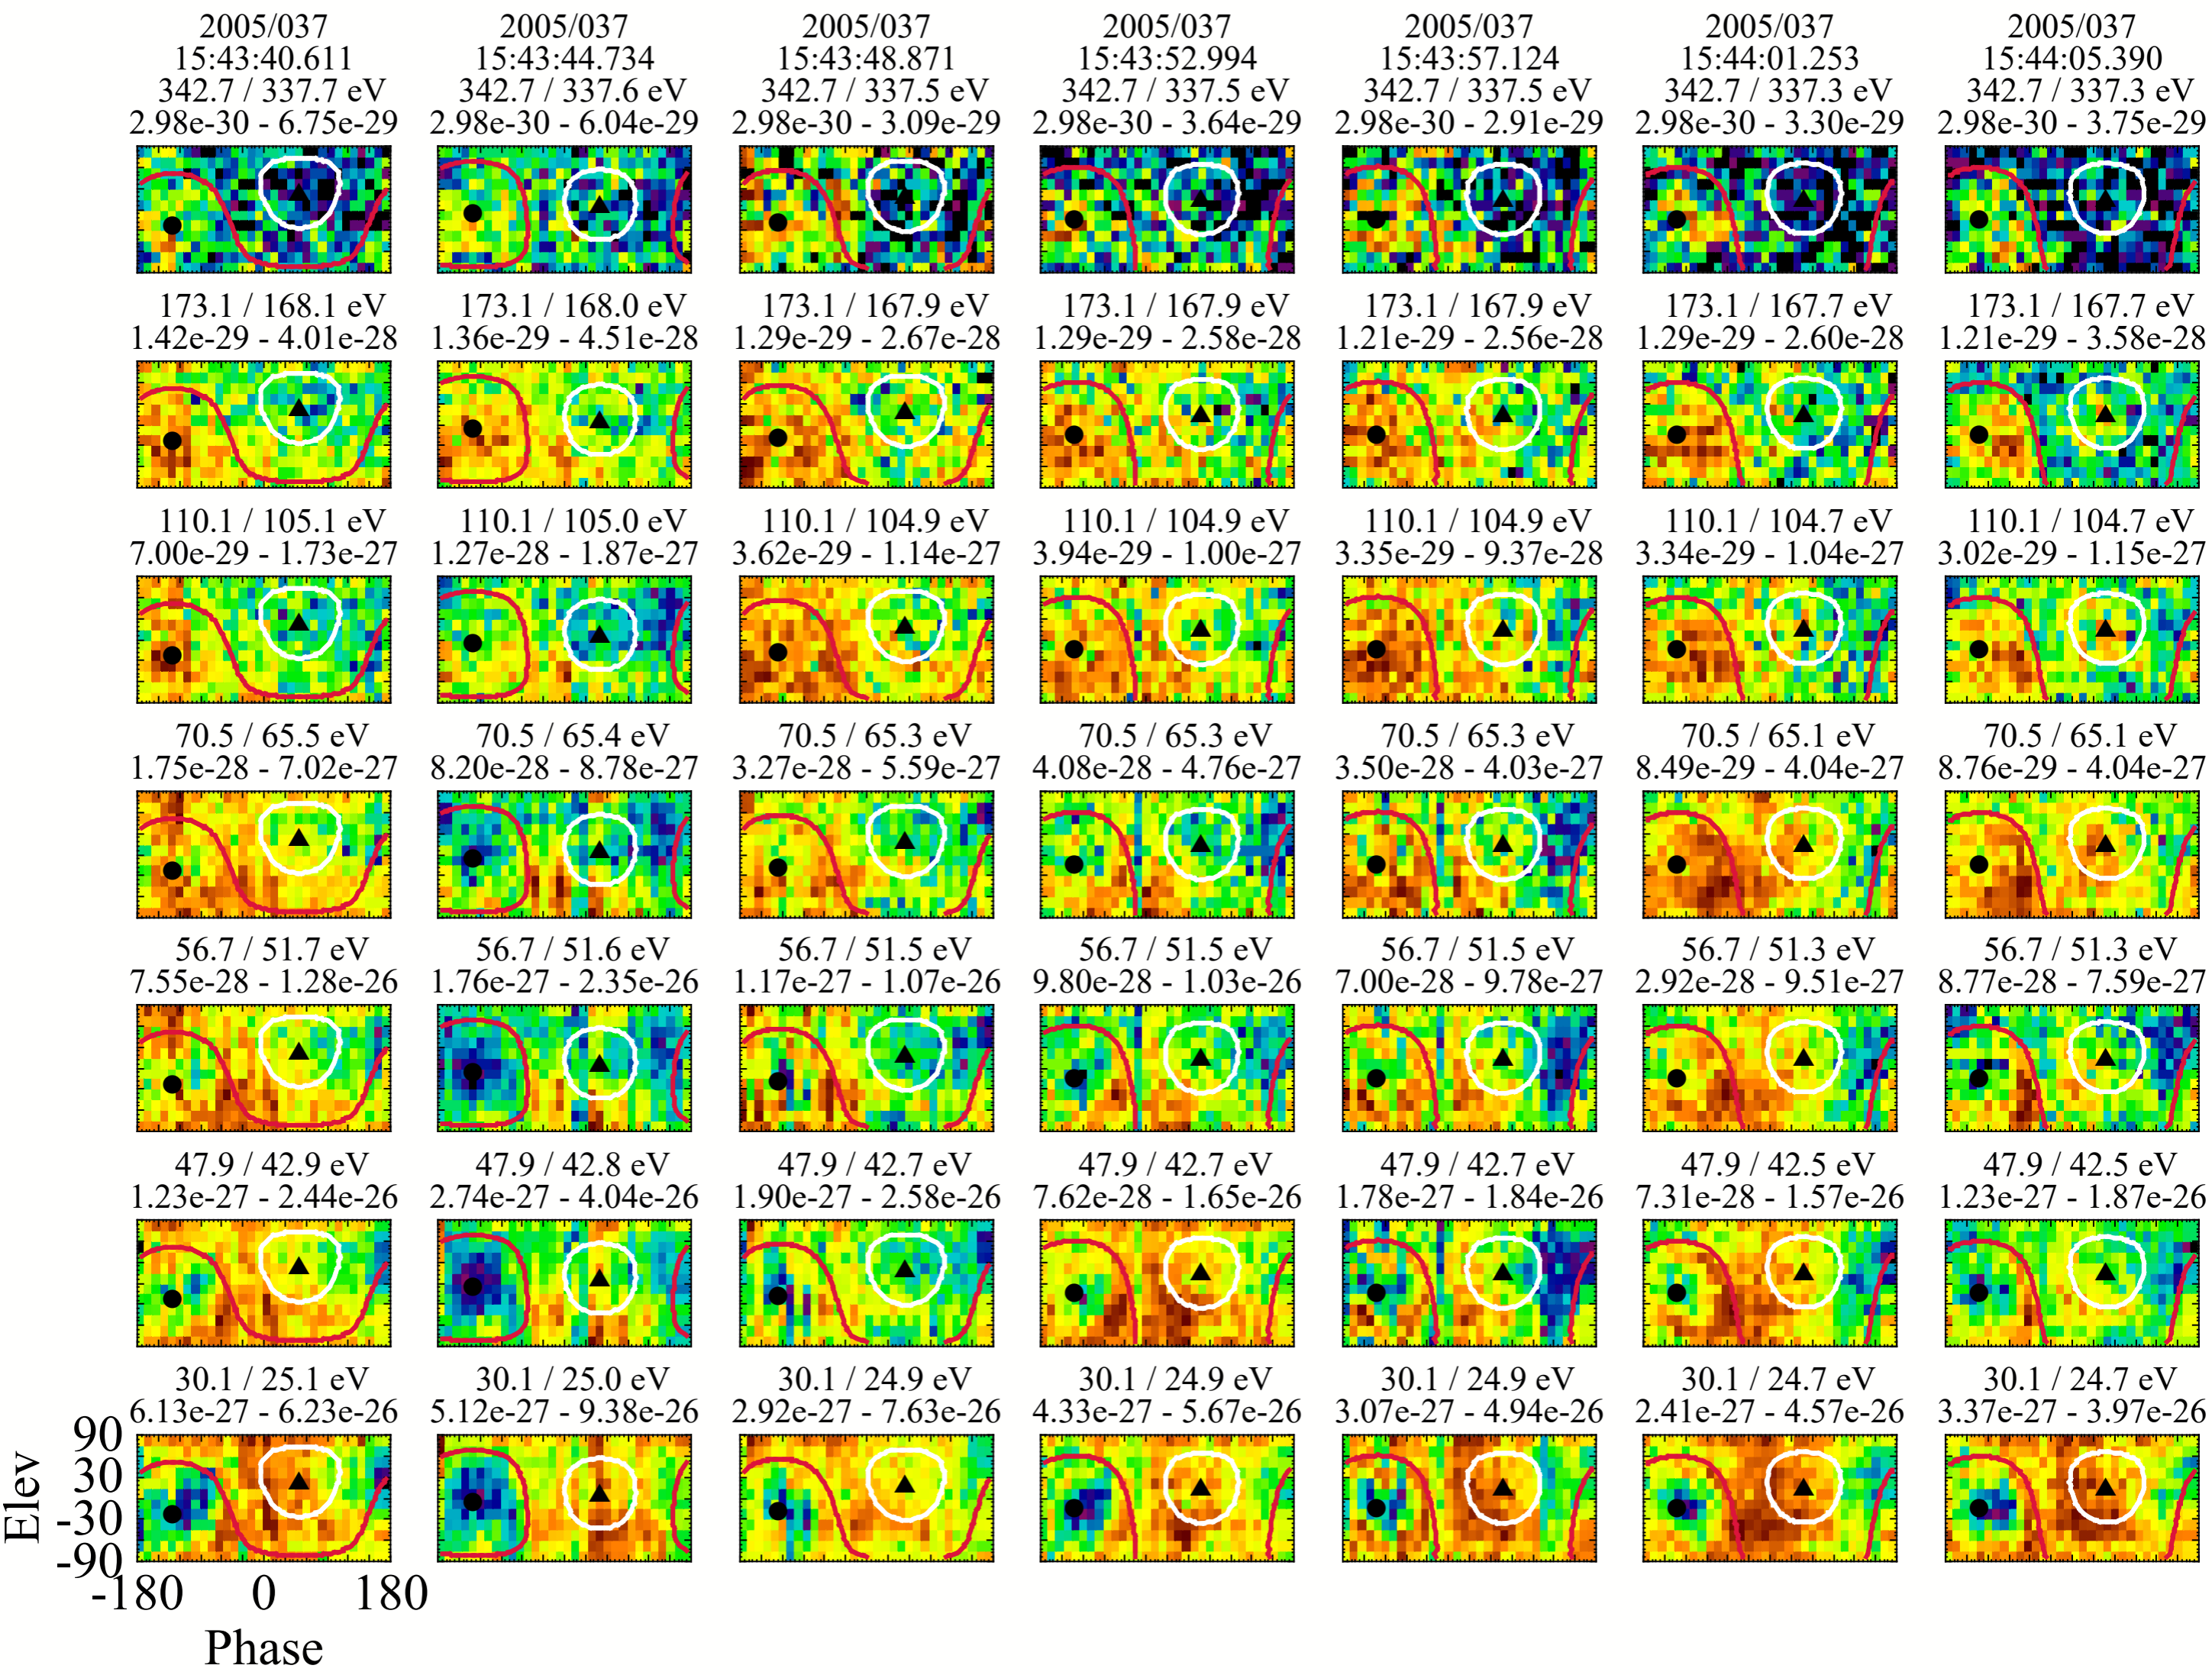 2005/037 2005/037 2005/037 2005/037 2005/037 2005/037 2005/037
15:43:40.611 15:43:44.734 15:43:48.871 15:43:52.994 15:43:57.124 15:44:01.253 15:44:05.390
342.7 / 337.7 eV 342.7 / 337.6 eV 342.7 / 337.5 eV 342.7 / 337.5 eV 342.7 / 337.5 eV 342.7 / 337.3 eV 342.7 / 337.3 eV
2.98e-30 - 6.75e-29 2.98e-30 - 6.04e-29 2.98e-30 - 3.09e-29 2.98e-30 - 3.64e-29 2.98e-30 - 2.91e-29 2.98e-30 - 3.30e-29 2.98e-30 - 3.75e-29
173.1 / 168.1 eV 173.1 / 168.0 eV 173.1 / 167.9 eV 173.1 / 167.9 eV 173.1 / 167.9 eV 173.1 / 167.7 eV 173.1 / 167.7 eV
1.42e-29 - 4.01e-28 1.36e-29 - 4.51e-28 1.29e-29 - 2.67e-28 1.29e-29 - 2.58e-28 1.21e-29 - 2.56e-28 1.29e-29 - 2.60e-28 1.21e-29 - 3.58e-28
110.1 / 105.1 eV 110.1 / 105.0 eV 110.1 / 104.9 eV 110.1 / 104.9 eV 110.1 / 104.9 eV 110.1 / 104.7 eV 110.1 / 104.7 eV
7.00e-29 - 1.73e-27 1.27e-28 - 1.87e-27 3.62e-29 - 1.14e-27 3.94e-29 - 1.00e-27 3.35e-29 - 9.37e-28 3.34e-29 - 1.04e-27 3.02e-29 - 1.15e-27
70.5 / 65.5 eV 70.5 / 65.4 eV 70.5 / 65.3 eV 70.5 / 65.3 eV 70.5 / 65.3 eV 70.5 / 65.1 eV 70.5 / 65.1 eV
1.75e-28 - 7.02e-27 8.20e-28 - 8.78e-27 3.27e-28 - 5.59e-27 4.08e-28 - 4.76e-27 3.50e-28 - 4.03e-27 8.49e-29 - 4.04e-27 8.76e-29 - 4.04e-27
56.7 / 51.7 eV 56.7 / 51.6 eV 56.7 / 51.5 eV 56.7 / 51.5 eV 56.7 / 51.5 eV 56.7 / 51.3 eV 56.7 / 51.3 eV
7.55e-28 - 1.28e-26 1.76e-27 - 2.35e-26 1.17e-27 - 1.07e-26 9.80e-28 - 1.03e-26 7.00e-28 - 9.78e-27 2.92e-28 - 9.51e-27 8.77e-28 - 7.59e-27
47.9 / 42.9 eV 47.9 / 42.8 eV 47.9 / 42.7 eV 47.9 / 42.7 eV 47.9 / 42.7 eV 47.9 / 42.5 eV 47.9 / 42.5 eV
1.23e-27 - 2.44e-26 2.74e-27 - 4.04e-26 1.90e-27 - 2.58e-26 7.62e-28 - 1.65e-26 1.78e-27 - 1.84e-26 7.31e-28 - 1.57e-26 1.23e-27 - 1.87e-26
30.1 / 25.1 eV 30.1 / 25.0 eV 30.1 / 24.9 eV 30.1 / 24.9 eV 30.1 / 24.9 eV 30.1 / 24.7 eV 30.1 / 24.7 eV
6.13e-27 - 6.23e-26 5.12e-27 - 9.38e-26 2.92e-27 - 7.63e-26 4.33e-27 - 5.67e-26 3.07e-27 - 4.94e-26 2.41e-27 - 4.57e-26 3.37e-27 - 3.97e-26
90
30
-30
-90
Elev
-180 0 180
Phase